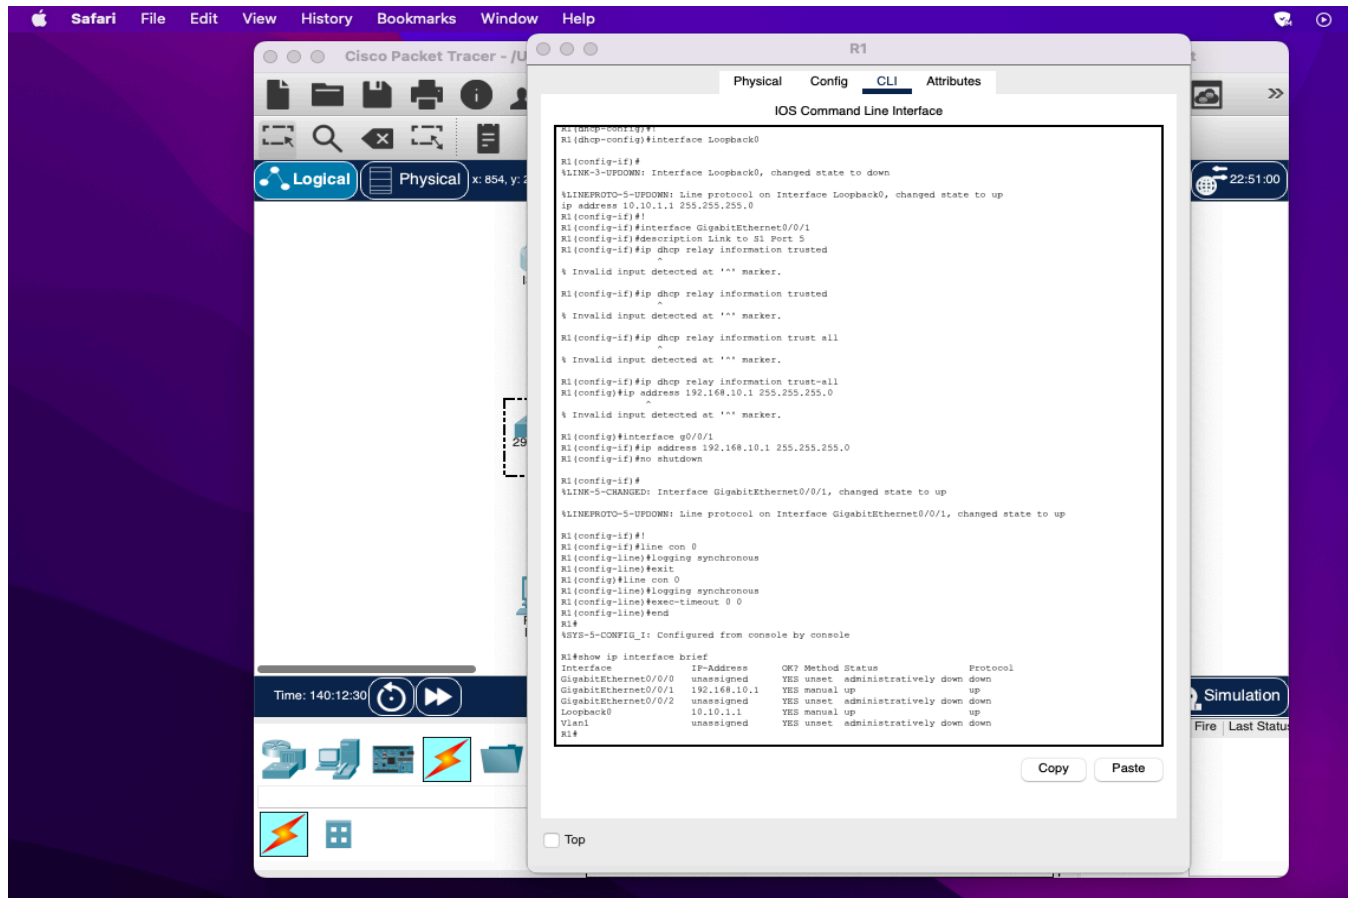 Safari File Edit View History Bookmarks Window Help
Cisco Packet Tracer - /U
R1
Physical Config CLI Attributes
IOS Command Line Interface
Logical
Physical
x: 854, y: 2
22:51:00
R1(dhcp-config)#!
R1(dhcp-config)#interface Loopback0
R1(config-if)#
%LINK-3-UPDOWN: Interface Loopback0, changed state to down
%LINEPROTO-5-UPDOWN: Line protocol on Interface Loopback0, changed state to up
ip address 10.10.1.1 255.255.255.0
R1(config-if)#!
R1(config-if)#interface GigabitEthernet0/0/1
R1(config-if)#description Link to S1 Port 5
R1(config-if)#ip dhcp relay information trusted
^
% Invalid input detected at '^' marker.
R1(config-if)#ip dhcp relay information trusted
^
% Invalid input detected at '^' marker.
R1(config-if)#ip dhcp relay information trust all
^
% Invalid input detected at '^' marker.
R1(config-if)#ip dhcp relay information trust-all
R1(config)#ip address 192.168.10.1 255.255.255.0
^
% Invalid input detected at '^' marker.
R1(config)#interface g0/0/1
R1(config-if)#ip address 192.168.10.1 255.255.255.0
R1(config-if)#no shutdown
R1(config-if)#
%LINK-5-CHANGED: Interface GigabitEthernet0/0/1, changed state to up
%LINEPROTO-5-UPDOWN: Line protocol on Interface GigabitEthernet0/0/1, changed state to up
R1(config-if)#!
R1(config-if)#line con 0
R1(config-line)#logging synchronous
R1(config-line)#exit
R1(config)#line con 0
R1(config-line)#logging synchronous
R1(config-line)#exec-timeout 0 0
R1(config-line)#end
R1#
%SYS-5-CONFIG_I: Configured from console by console
R1#show ip interface brief
Interface IP-Address OK? Method Status Protocol
GigabitEthernet0/0/0 unassigned YES unset administratively down down
GigabitEthernet0/0/1 192.168.10.1 YES manual up up
GigabitEthernet0/0/2 unassigned YES unset administratively down down
Loopback0 10.10.1.1 YES manual up up
Vlan1 unassigned YES unset administratively down down
R1#
29
Time: 140:12:30
Simulation
Fire Last Statu
Copy Paste
Top